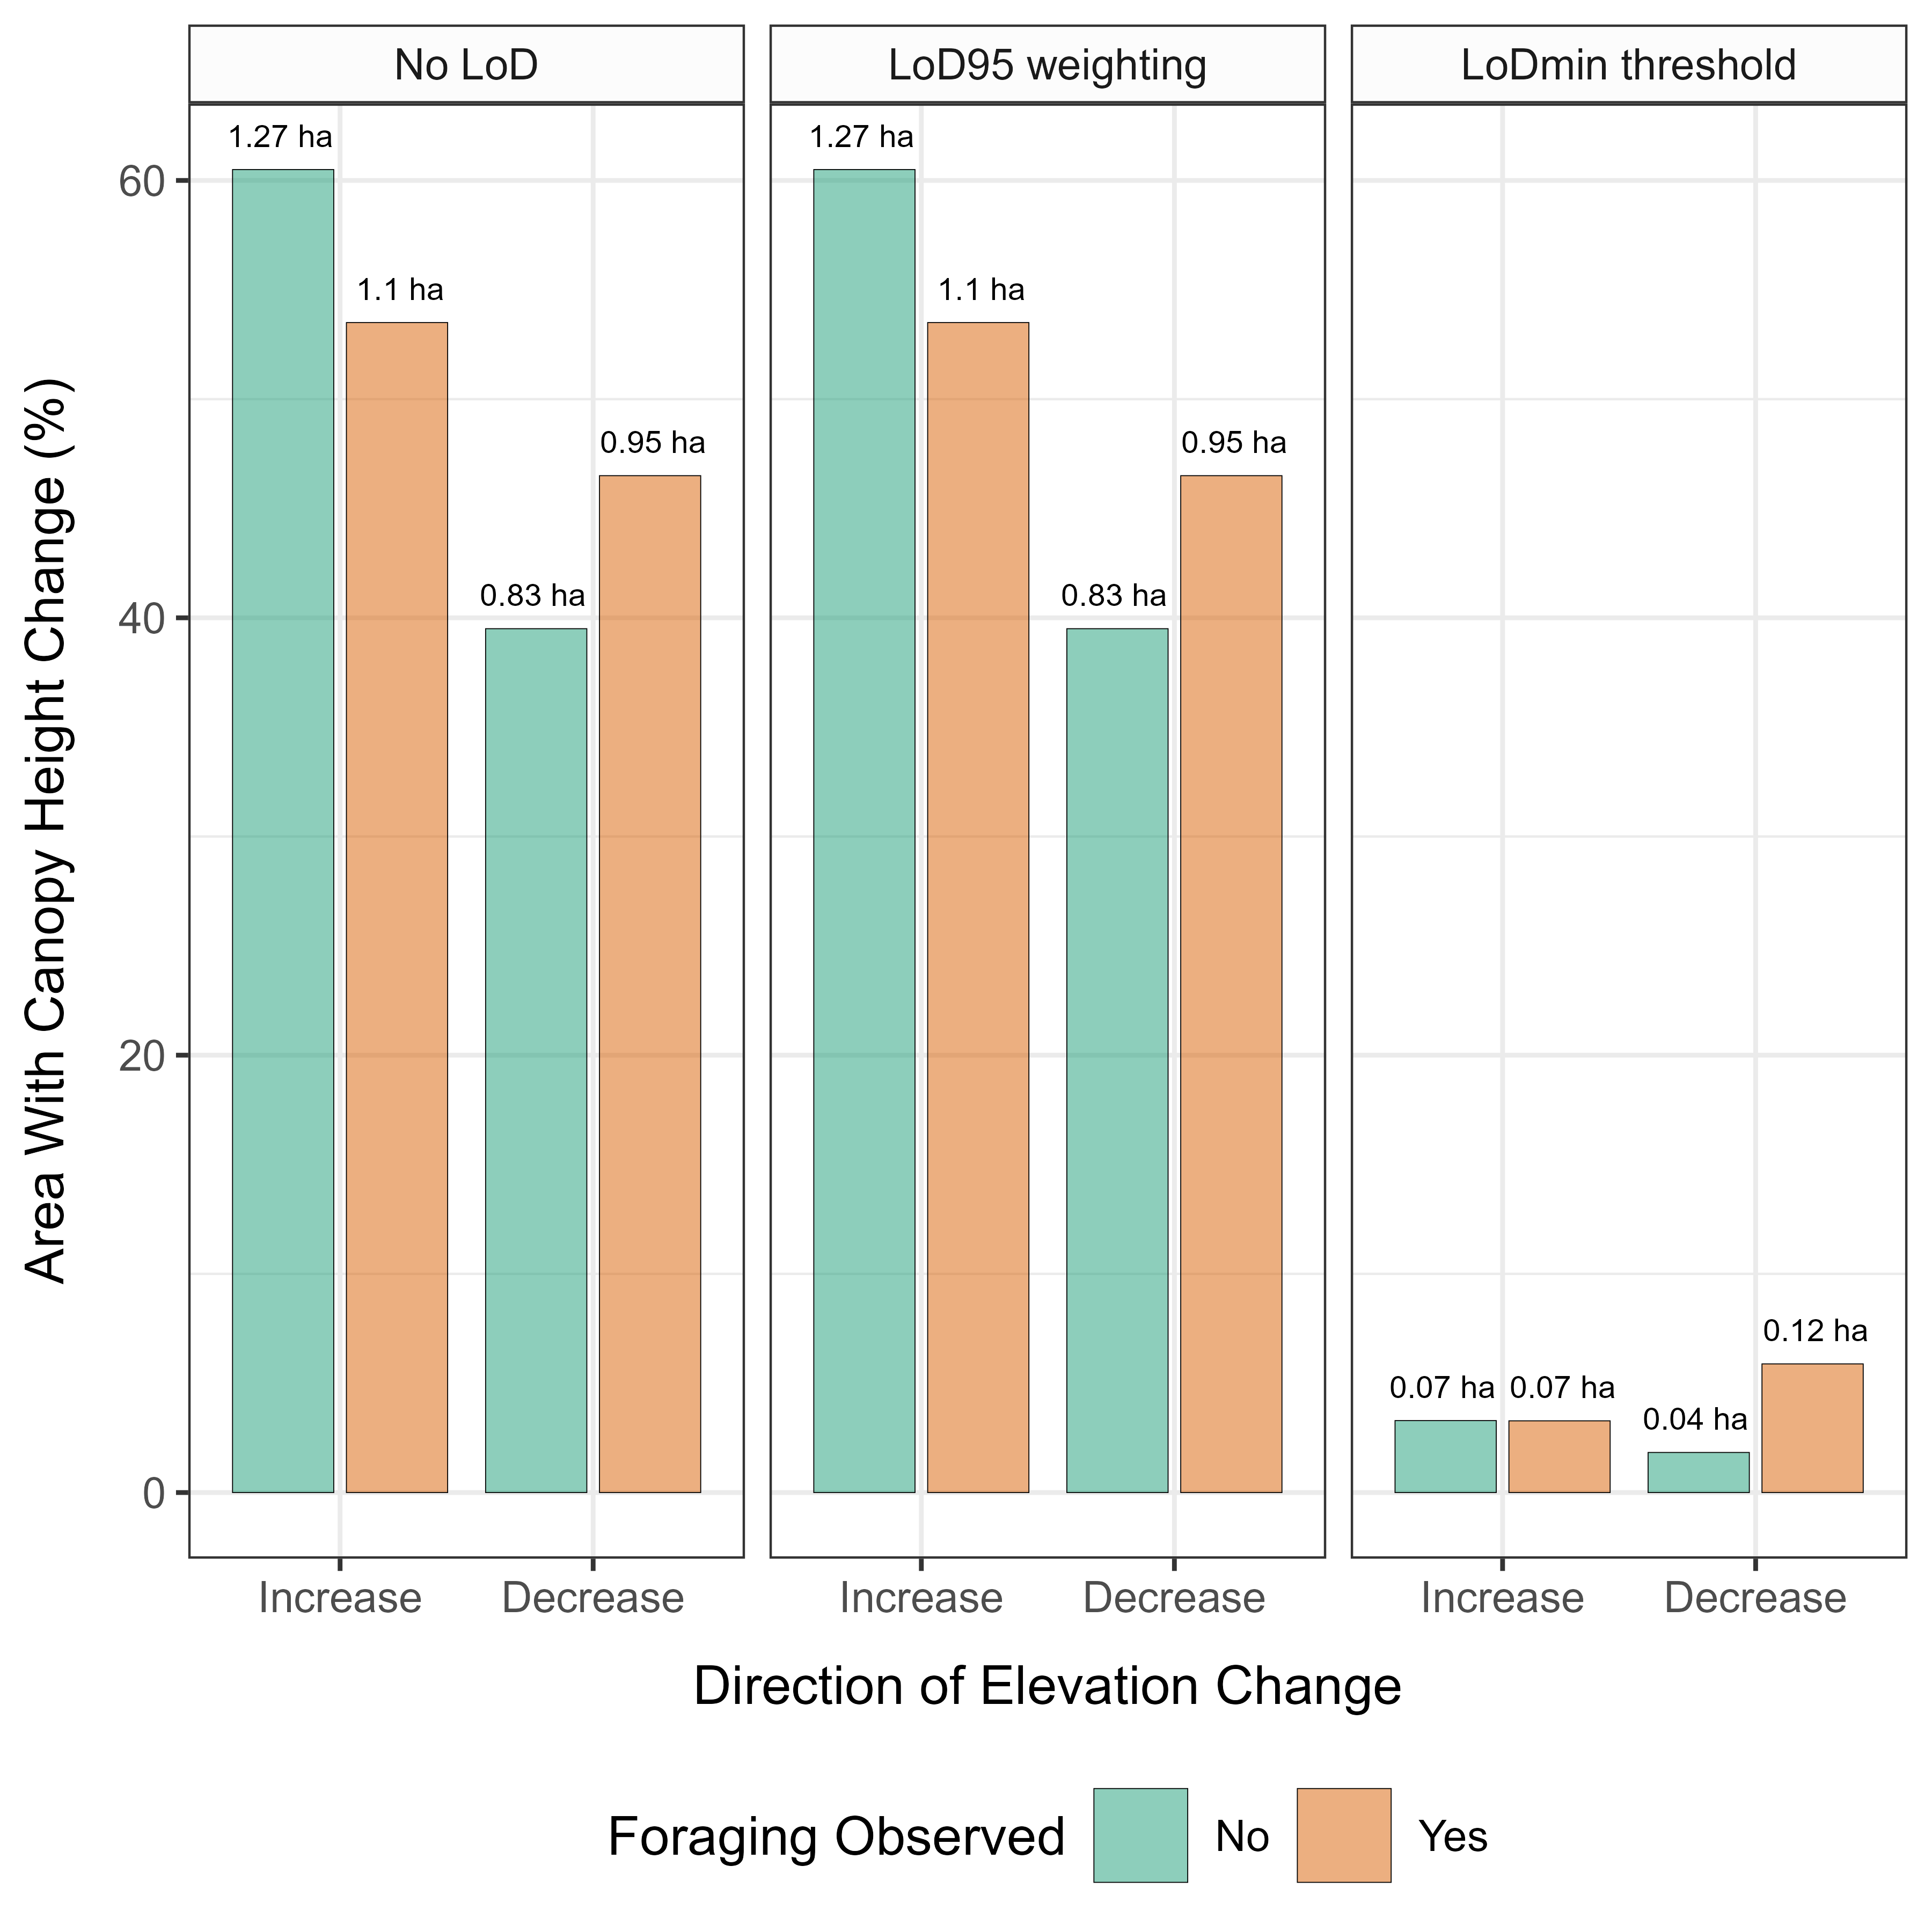 No LoD
LoD95 weighting
LoDmin threshold
Area With Canopy Height Change (%)
60
40
20
0
1.27 ha
1.1 ha
0.83 ha
0.95 ha
1.27 ha
1.1 ha
0.83 ha
0.95 ha
0.07 ha
0.07 ha
0.04 ha
0.12 ha
Increase
Decrease
Increase
Decrease
Increase
Decrease
Direction of Elevation Change
Foraging Observed
No
Yes